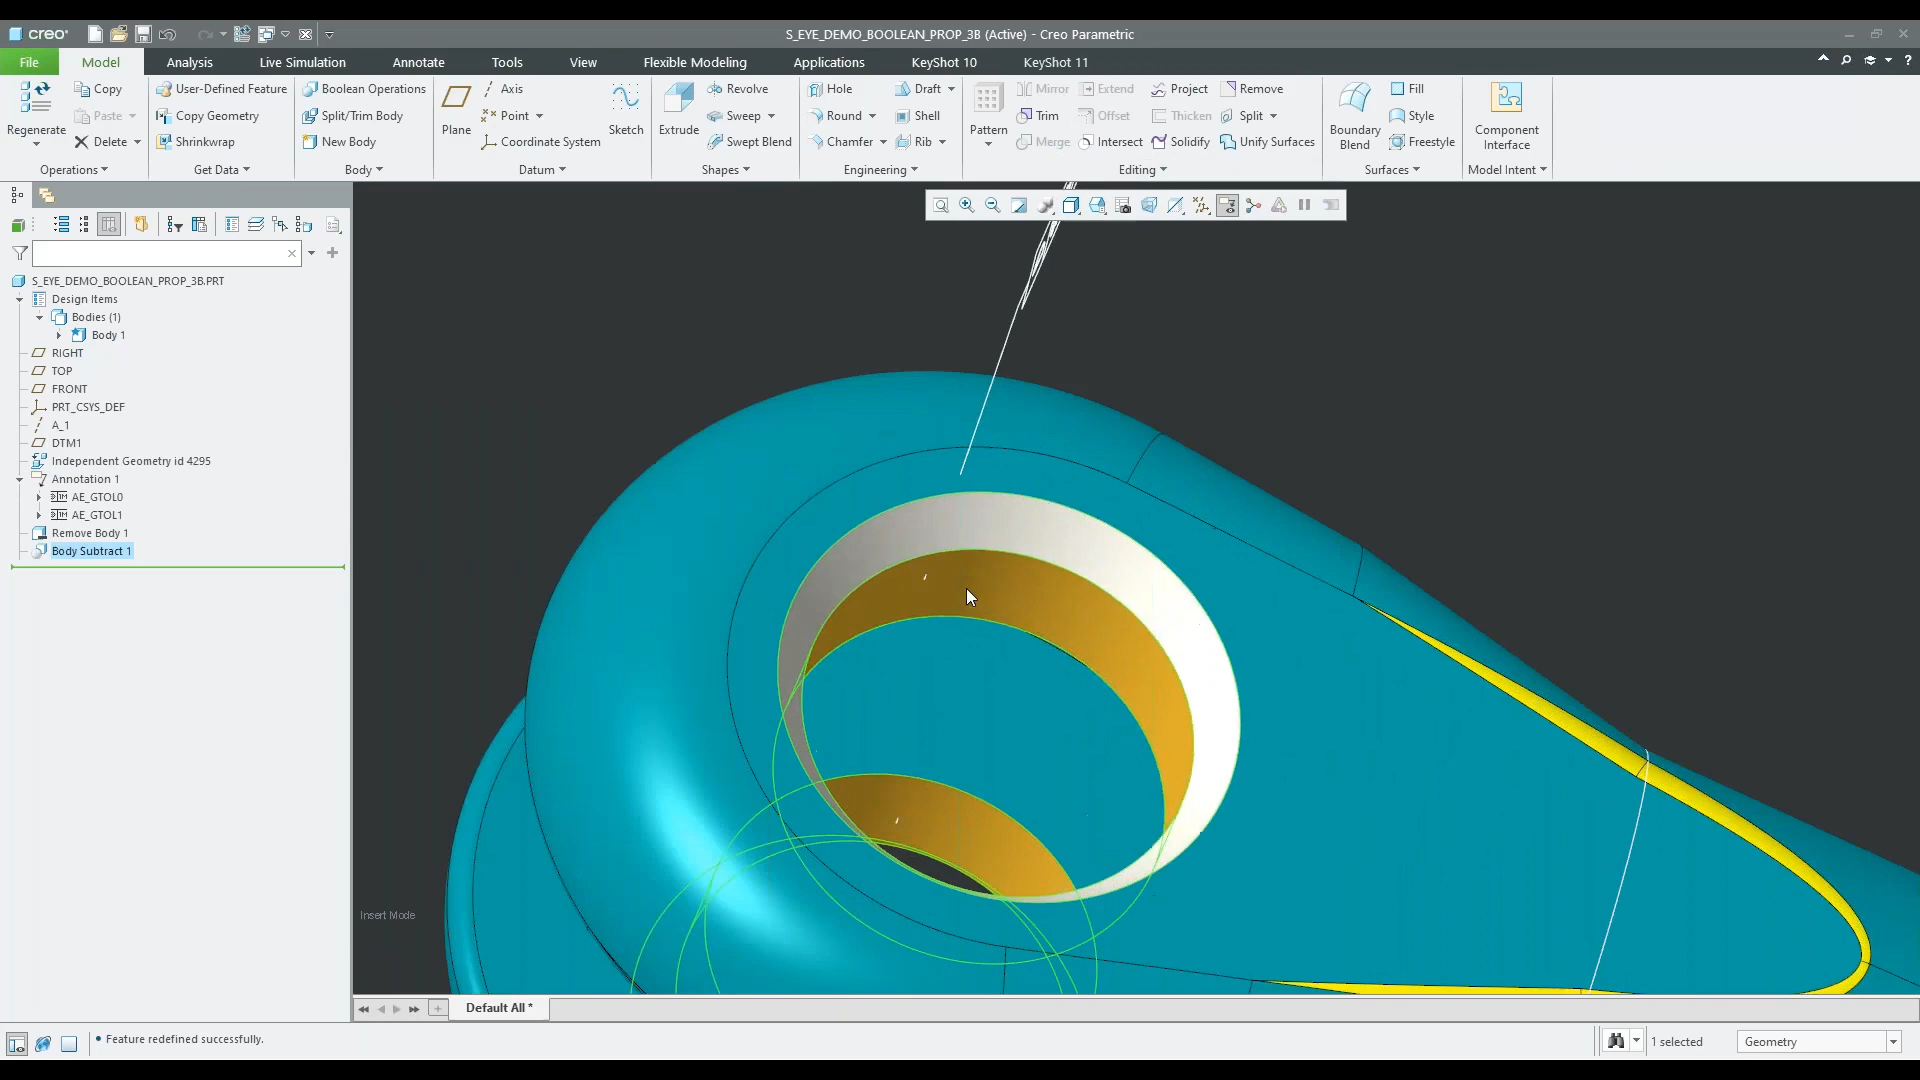 creo
S_EYE_DEMO_BOOLEAN_PROP_3B (Active) - Creo Parametric
File Model Analysis Live Simulation Annotate Tools View Flexible Modeling Applications KeyShot 10 KeyShot 11
Regenerate
Copy
Paste
Delete
Operations
User-Defined Feature
Copy Geometry
Shrinkwrap
Get Data
Boolean Operations
Split/Trim Body
New Body
Body
Plane
Axis
Point
Coordinate System
Sketch
Datum
Extrude
Revolve
Sweep
Swept Blend
Shapes
Hole
Round
Chamfer
Draft
Shell
Rib
Engineering
Pattern
Mirror
Trim
Merge
Extend
Offset
Intersect
Project
Thicken
Solidify
Remove
Split
Unify Surfaces
Editing
Boundary
Blend
Fill
Style
Freestyle
Surfaces
Component
Interface
Model Intent
S_EYE_DEMO_BOOLEAN_PROP_3B.PRT
Design Items
Bodies (1)
Body 1
RIGHT
TOP
FRONT
PRT_CSYS_DEF
A_1
DTM1
Independent Geometry id 4295
Annotation 1
AE_GTOL0
AE_GTOL1
Remove Body 1
Body Subtract 1
Insert Mode
Default All *
• Feature redefined successfully.
1 selected
Geometry